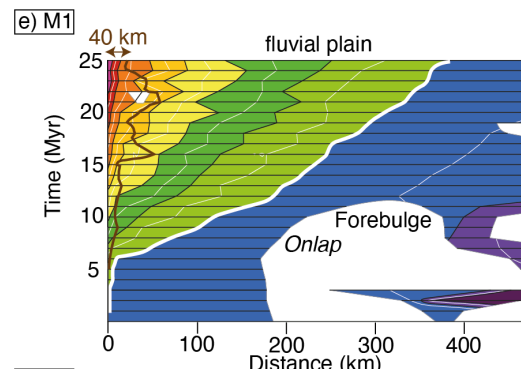 e) M1
40 km
fluvial plain
25
20
15
10
5
Time (Myr)
Forebulge
Onlap
0 100 200 300 400
Distance (km)